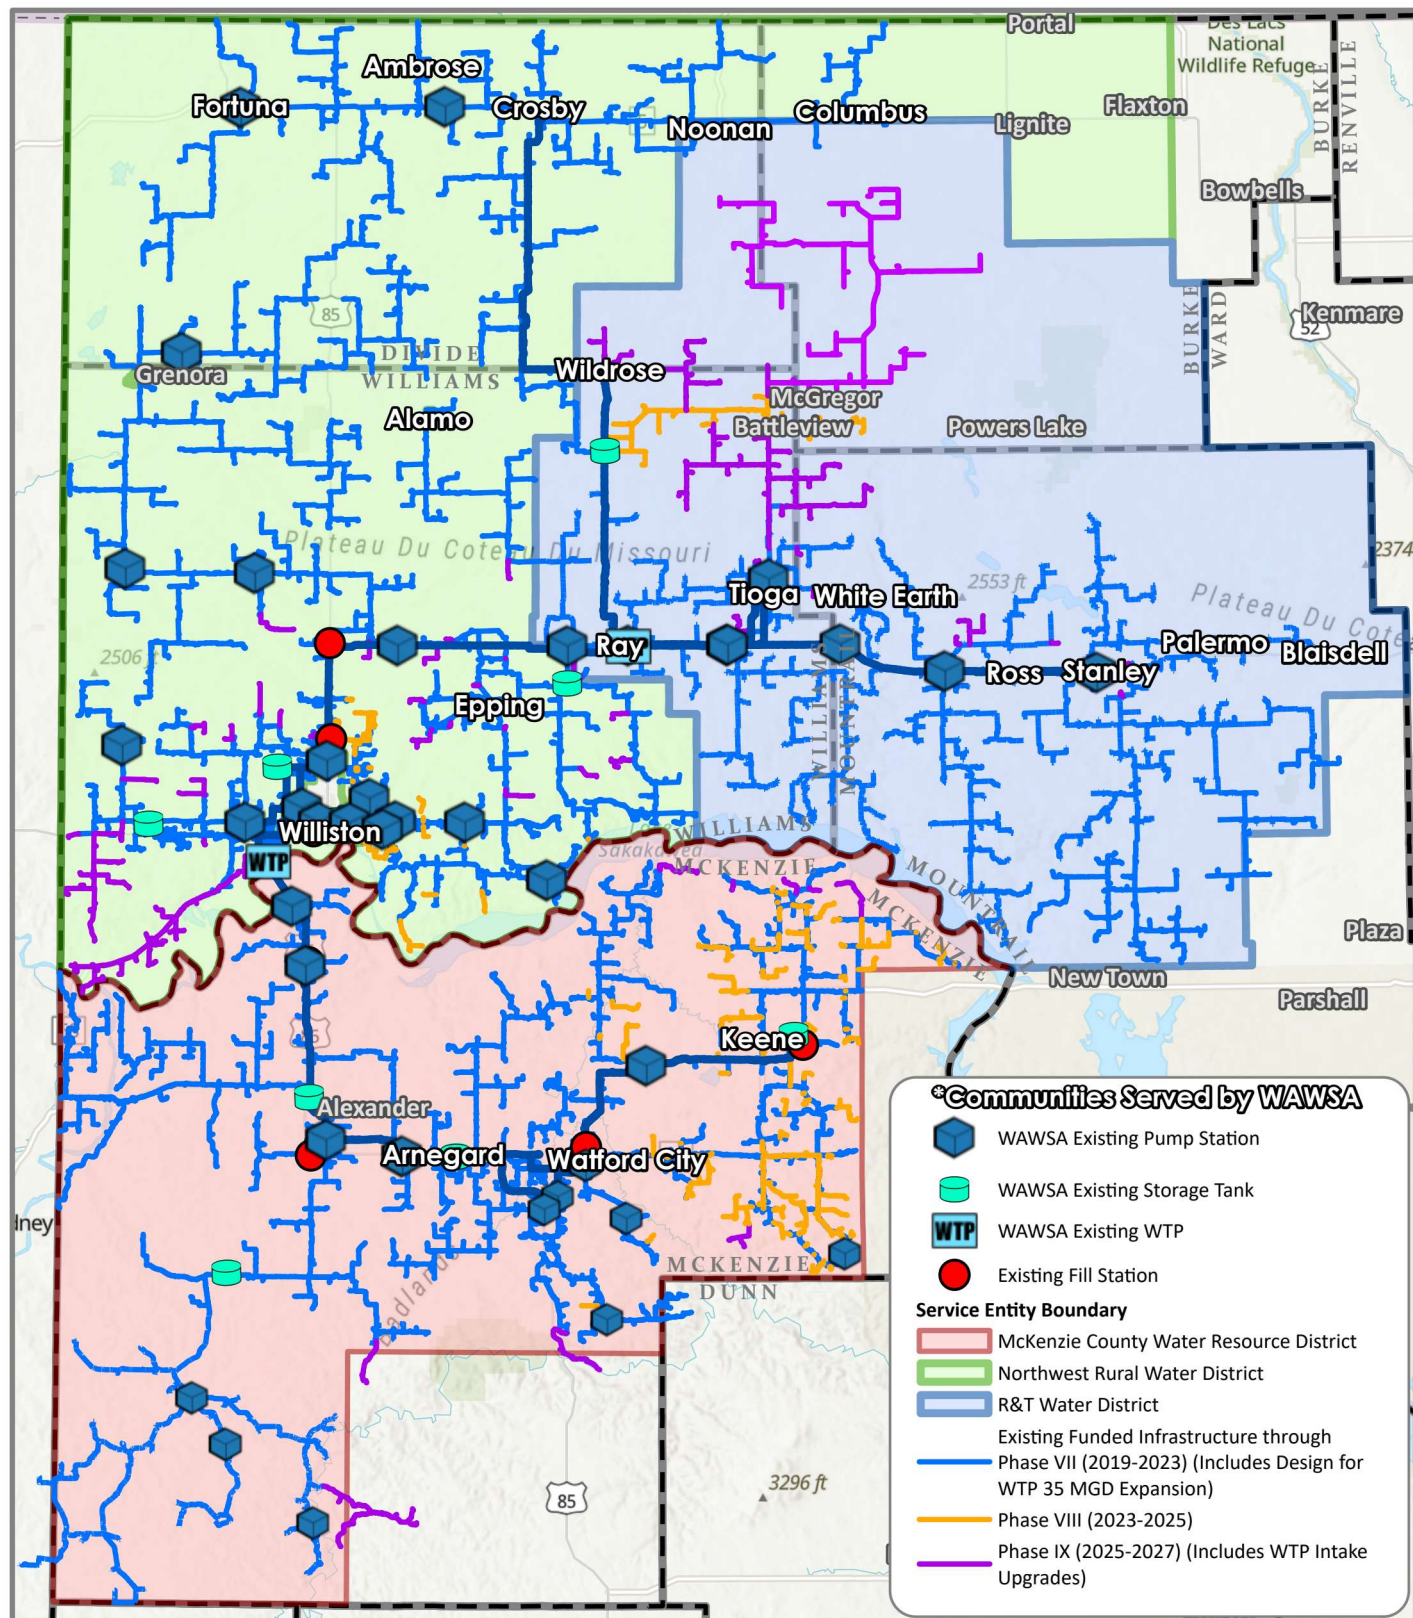 Portal
Des Lacs
National
Wildlife Refuge
BURKE
RENVILLE
Ambrose
Fortuna
Crosby
Noonan
Columbus
Lignite
Flaxton
Bowbells
85
BURKE
WARD
Kenmare
52
DIVIDE
WILLIAMS
Grenora
Wildrose
McGregor
Alamo
Battleview
Powers Lake
Plateau Du Coteau Du Missouri
2374
Tioga
White Earth
2553 ft
Plateau Du Cote
2506 ft
Ray
WILLIAMS
MOUNTRAIL
Ross
Stanley
Palermo
Blaisdell
Epping
Williston
WTP
WILLIAMS
Sakakawea
MCKENZIE
MOUNTRAIL
MCKENZIE
Plaza
New Town
Parshall
Keene
Alexander
Arnegard
Watford City
dney
MCKENZIE
DUNN
Badlands
3296 ft
85
*Communities Served by WAWSA
WAWSA Existing Pump Station
WAWSA Existing Storage Tank
WTP WAWSA Existing WTP
Existing Fill Station
Service Entity Boundary
McKenzie County Water Resource District
Northwest Rural Water District
R&T Water District
Existing Funded Infrastructure through
Phase VII (2019-2023) (Includes Design for
WTP 35 MGD Expansion)
Phase VIII (2023-2025)
Phase IX (2025-2027) (Includes WTP Intake
Upgrades)